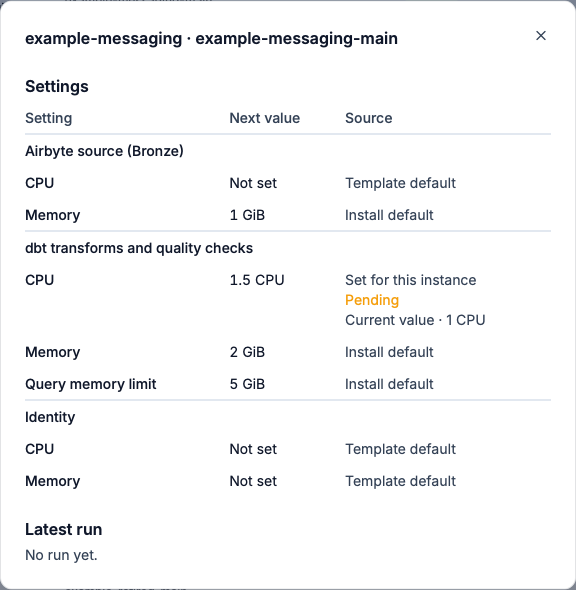 example-messaging · example-messaging-main
Settings
Setting Next value Source
Airbyte source (Bronze)
CPU Not set Template default
Memory 1 GiB Install default
dbt transforms and quality checks
CPU 1.5 CPU Set for this instance
Pending
Current value · 1 CPU
Memory 2 GiB Install default
Query memory limit 5 GiB Install default
Identity
CPU Not set Template default
Memory Not set Template default
Latest run
No run yet.